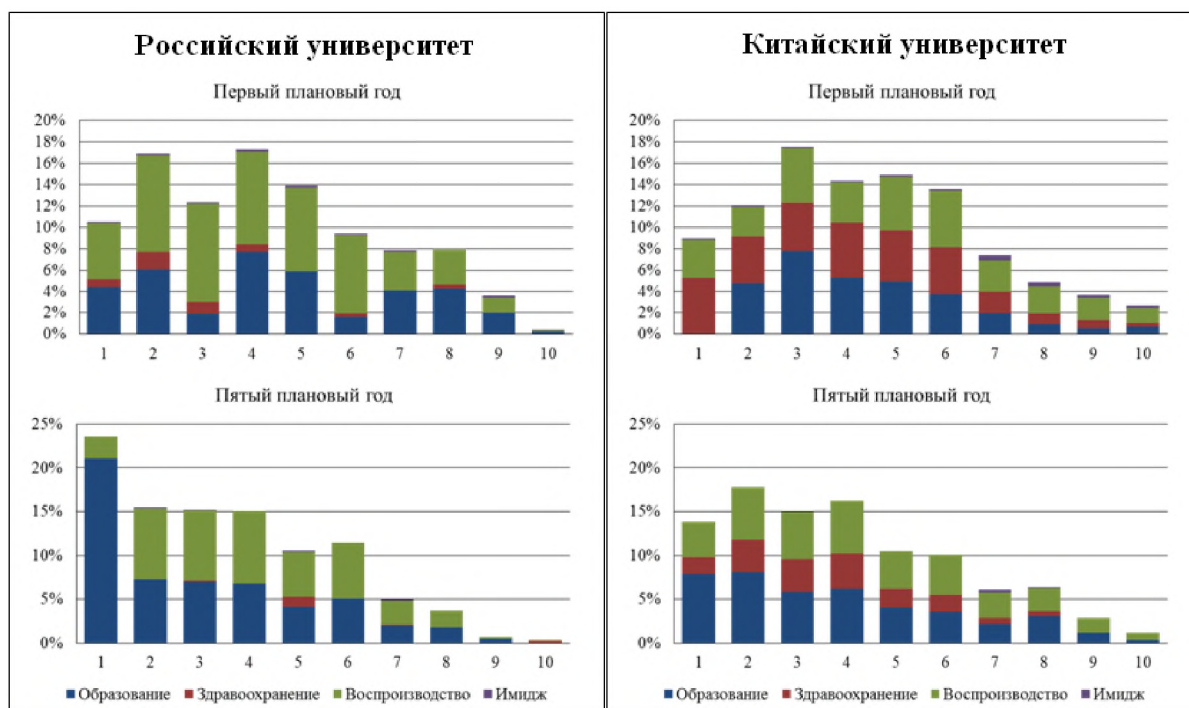 Российский университет
Первый плановый год
20%
18%
16%
14%
12%
10%
8%
6%
4%
2%
0%
1 2 3 4 5 6 7 8 9 10
Пятый плановый год
25%
20%
15%
10%
5%
0%
1 2 3 4 5 6 7 8 9 10
Образование Здравоохранение Воспроизводство Имидж
Китайский университет
Первый плановый год
20%
18%
16%
14%
12%
10%
8%
6%
4%
2%
0%
1 2 3 4 5 6 7 8 9 10
Пятый плановый год
25%
20%
15%
10%
5%
0%
1 2 3 4 5 6 7 8 9 10
Образование Здравоохранение Воспроизводство Имидж